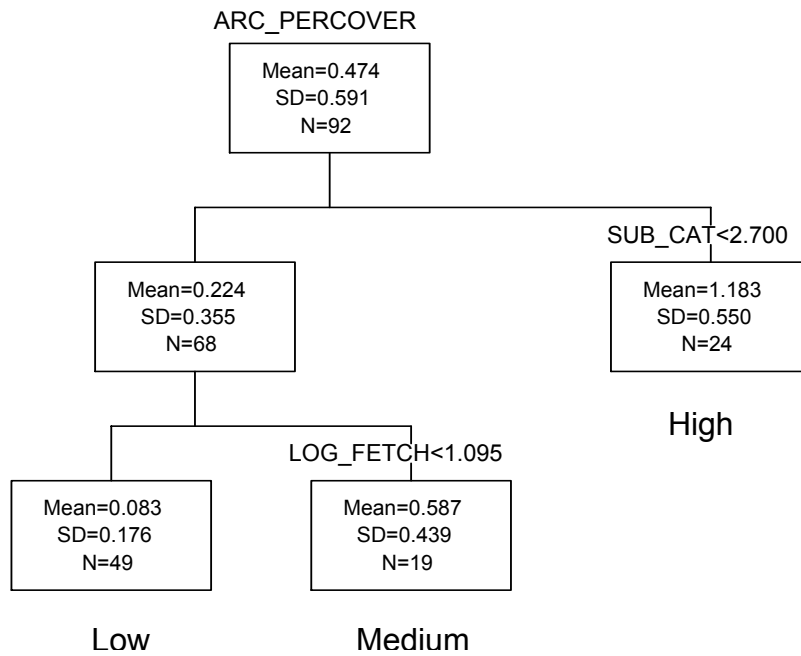 ARC_PERCOVER
Mean=0.474
SD=0.591
N=92
SUB_CAT<2.700
Mean=0.224
SD=0.355
N=68
Mean=1.183
SD=0.550
N=24
High
LOG_FETCH<1.095
Mean=0.083
SD=0.176
N=49
Mean=0.587
SD=0.439
N=19
Low
Medium